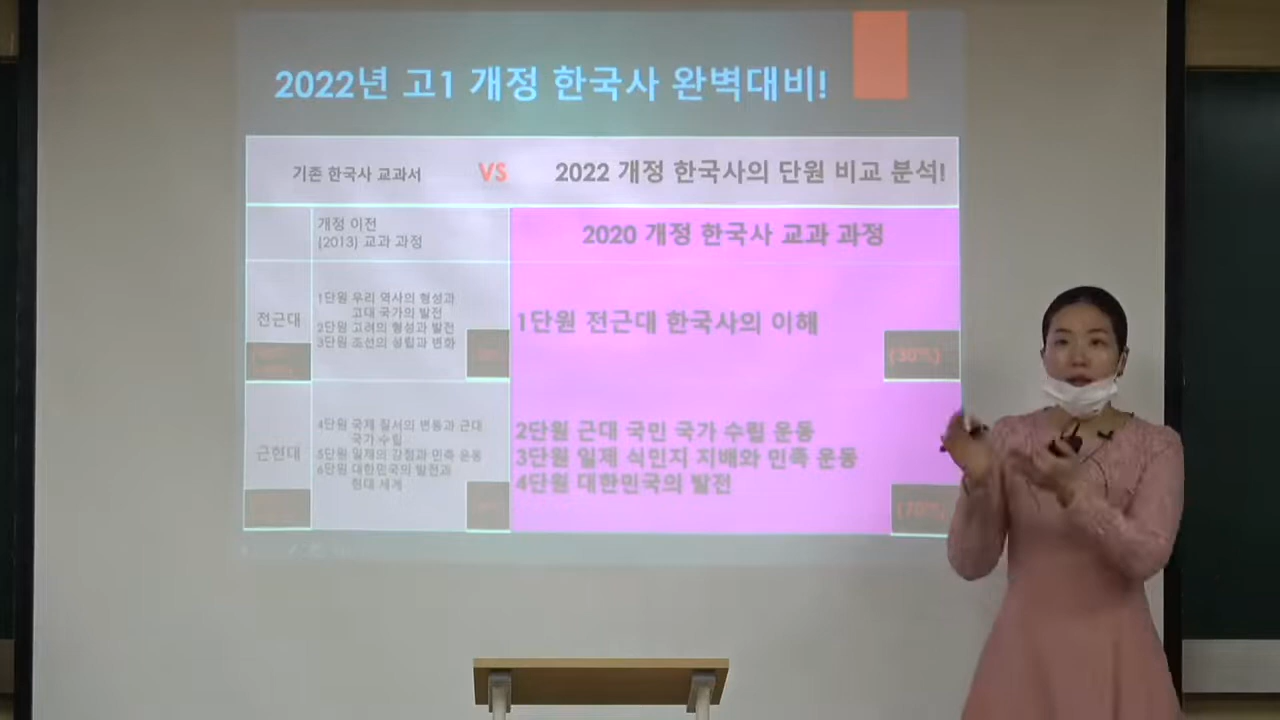 2022년 고1 개정 한국사 완벽대비!
기존 한국사 교과서 VS 2022 개정 한국사의 단원 비교 분석!
개정 이전
(2013) 교과 과정
2020 개정 한국사 교과 과정
전근대
1단원 우리 역사의 형성과
고대 국가의 발전
2단원 고려의 형성과 발전
3단원 조선의 성립과 변화
1단원 전근대 한국사의 이해
(30%)
근현대
4단원 국제 질서의 변동과 근대
국가 수립
5단원 일제의 강점과 민족 운동
6단원 대한민국의 발전과
현대 세계
2단원 근대 국민 국가 수립 운동
3단원 일제 식민지 지배와 민족 운동
4단원 대한민국의 발전
(70%)